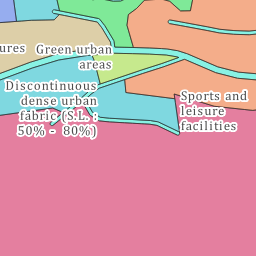 ures
Green urban
areas
Discontinuous
dense urban
fabric (S.L. :
50% - 80%)
Sports and
leisure
facilities